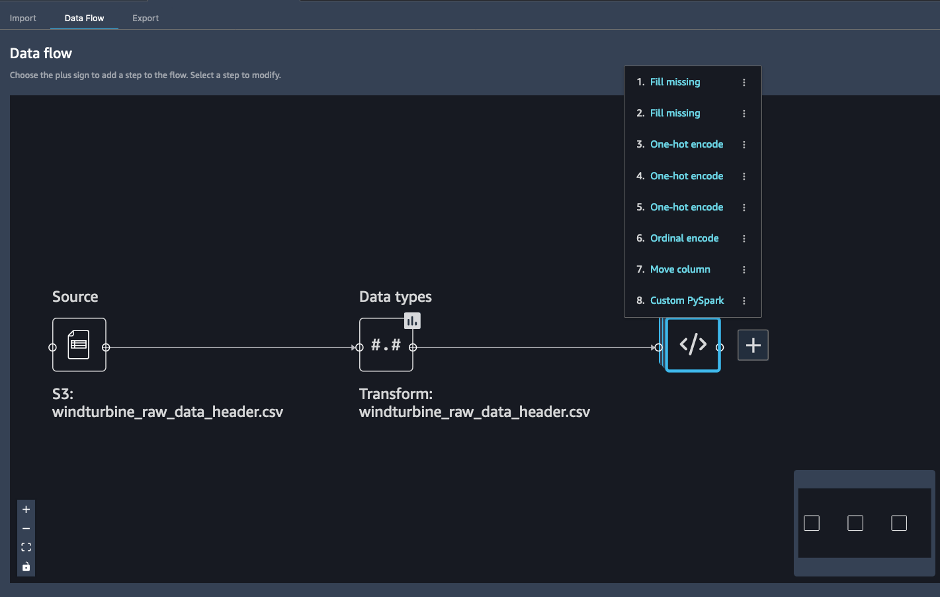 Import Data Flow Export
Data flow
Choose the plus sign to add a step to the flow. Select a step to modify.
1. Fill missing
2. Fill missing
3. One-hot encode
4. One-hot encode
5. One-hot encode
6. Ordinal encode
7. Move column
8. Custom PySpark
Source
Data types
#.#
</>
S3:
windturbine_raw_data_header.csv
Transform:
windturbine_raw_data_header.csv